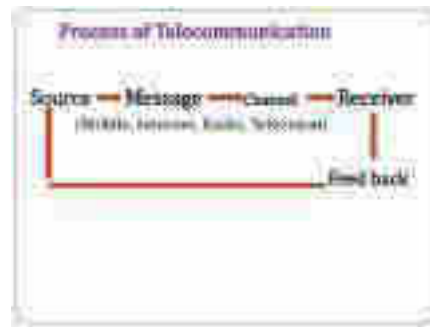 Process of Telecommunication
Source Message Channel Receiver
(Mobile, Internet, Radio, Television)
Feed back